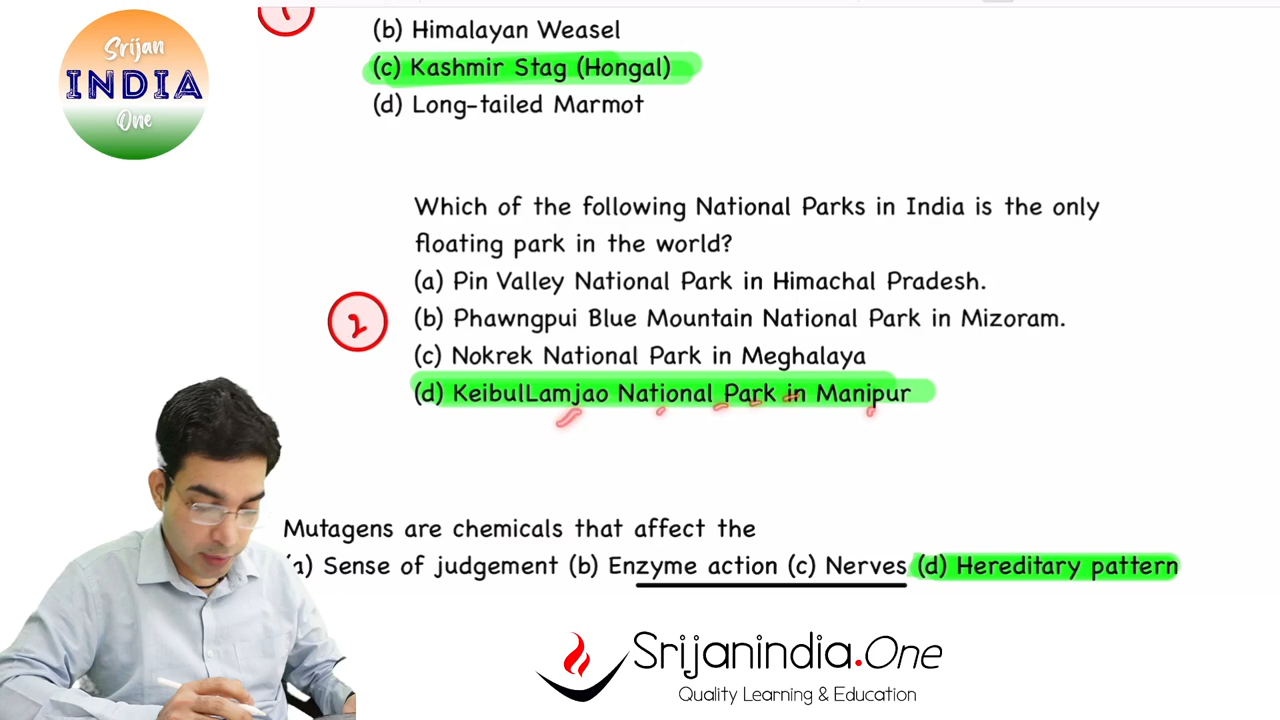 Srijan
INDIA
One
1
(b) Himalayan Weasel
(c) Kashmir Stag (Hongal)
(d) Long-tailed Marmot
Which of the following National Parks in India is the only
floating park in the world?
(a) Pin Valley National Park in Himachal Pradesh.
2
(b) Phawngpui Blue Mountain National Park in Mizoram.
(c) Nokrek National Park in Meghalaya
(d) KeibulLamjao National Park in Manipur
Mutagens are chemicals that affect the
(a) Sense of judgement (b) Enzyme action (c) Nerves (d) Hereditary pattern
Srijanindia.One
Quality Learning & Education